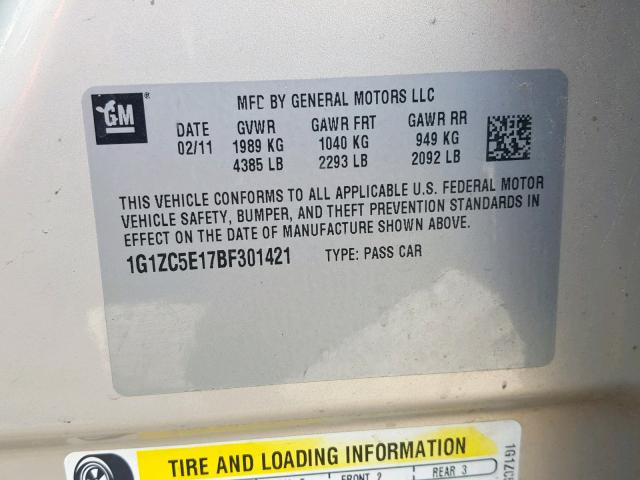 GM ®
MFD BY GENERAL MOTORS LLC
DATE GVWR GAWR FRT GAWR RR
02/11 1989 KG 1040 KG 949 KG
4385 LB 2293 LB 2092 LB
THIS VEHICLE CONFORMS TO ALL APPLICABLE U.S. FEDERAL MOTOR
VEHICLE SAFETY, BUMPER, AND THEFT PREVENTION STANDARDS IN
EFFECT ON THE DATE OF MANUFACTURE SHOWN ABOVE.
1G1ZC5E17BF301421 TYPE: PASS CAR
TIRE AND LOADING INFORMATION
FRONT 2 REAR 3
1G1ZC5